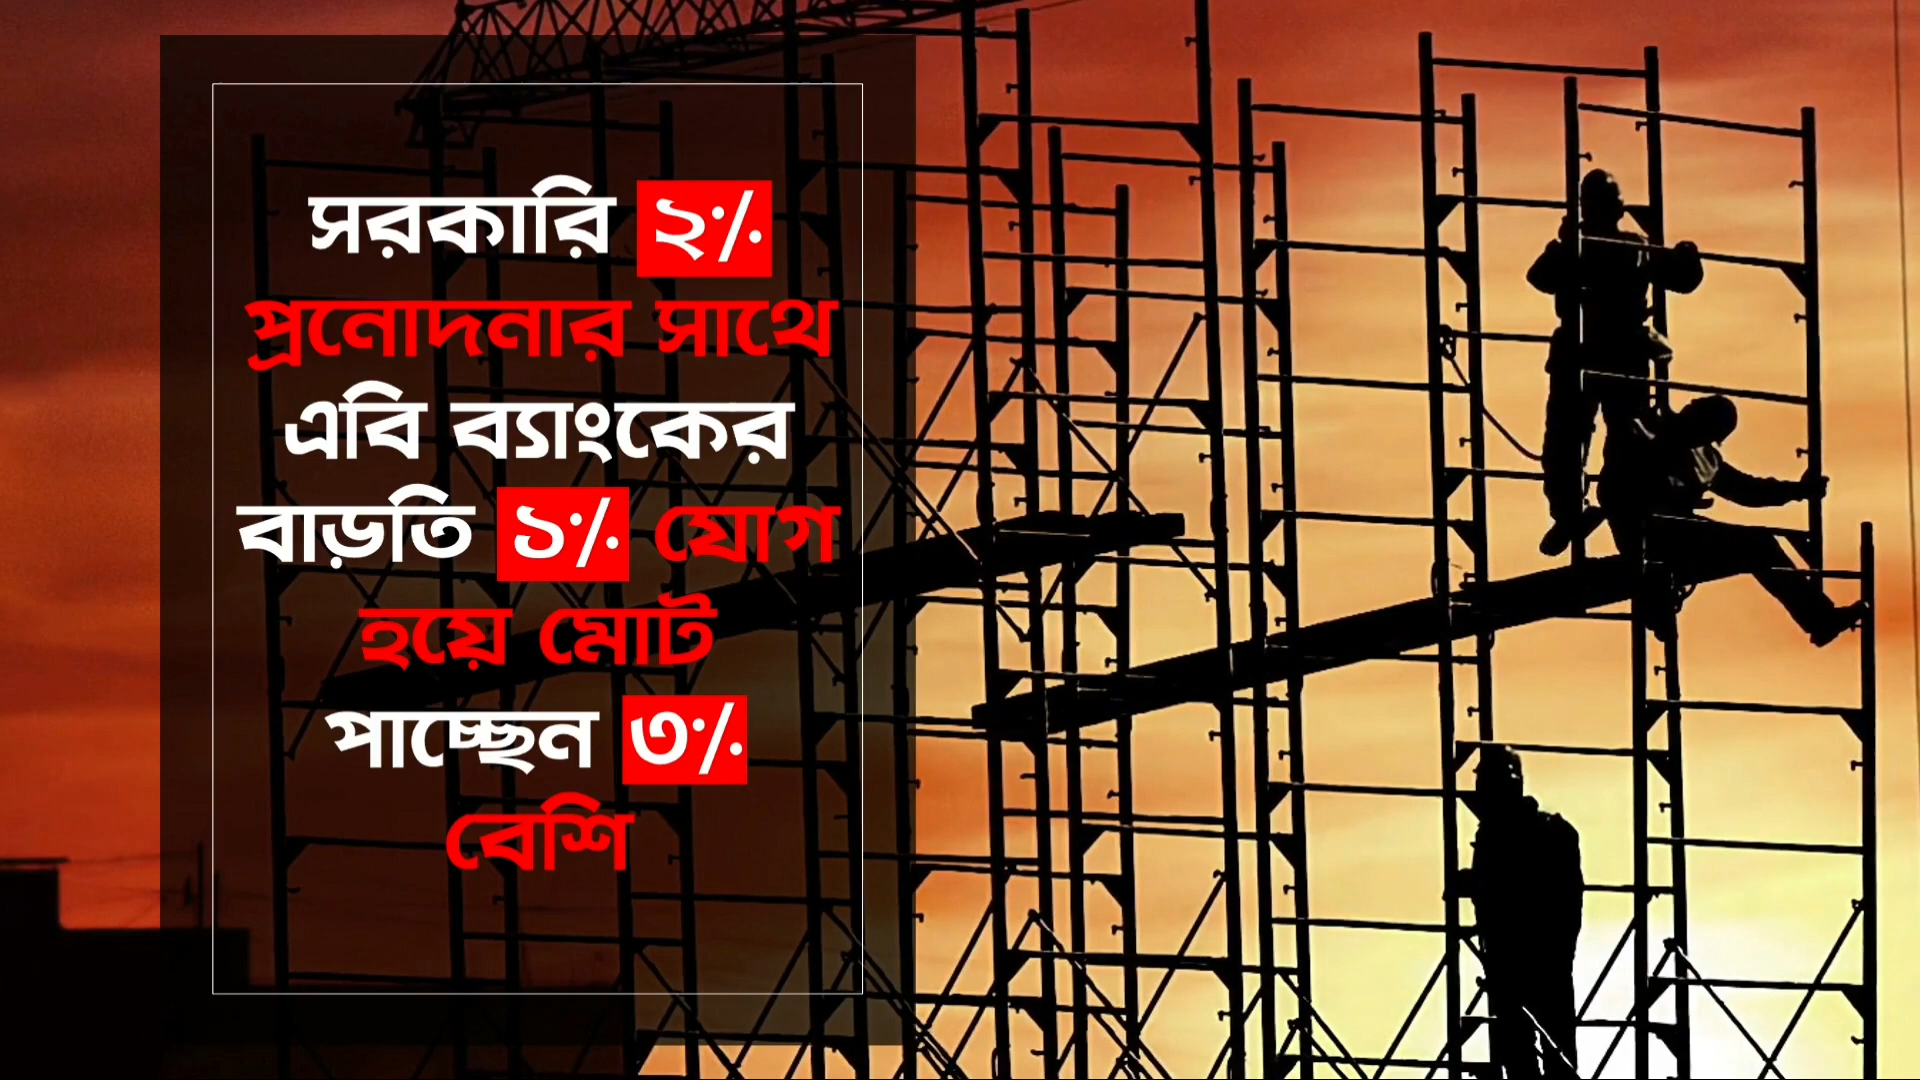 সরকারি ২%
প্রনোদনার সাথে
এবি ব্যাংকের
বাড়তি ১% যোগ
হয়ে মোট
পাচ্ছেন ৩%
বেশি